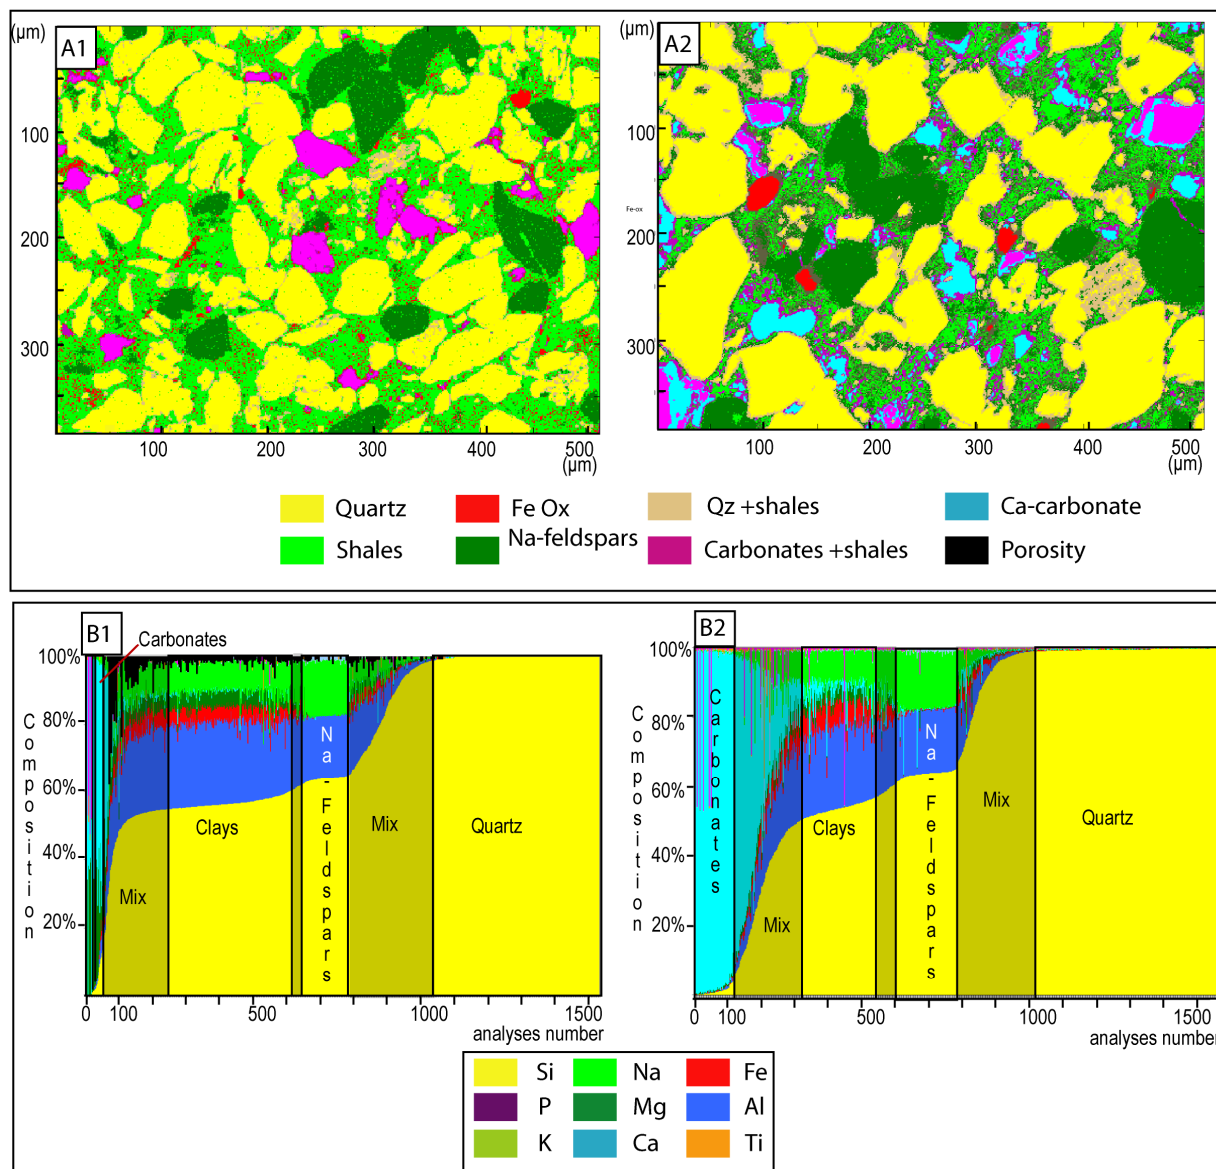 (µm)
A1
100
200
300
100
200
300
400
500
(µm)
(µm)
A2
100
Fe-ox
200
300
100
200
300
400
500
(µm)
Quartz
Fe Ox
Qz +shales
Ca-carbonate
Shales
Na-feldspars
Carbonates +shales
Porosity
B1
Carbonates
100%
80%
60%
40%
20%
Composition
Mix
Clays
Na-Feldspars
Mix
Quartz
0
100
500
1000
1500
analyses number
B2
100%
80%
60%
40%
20%
Composition
Carbonates
Mix
Clays
Na-Feldspars
Mix
Quartz
0
100
500
1000
1500
analyses number
Si
Na
Fe
P
Mg
Al
K
Ca
Ti